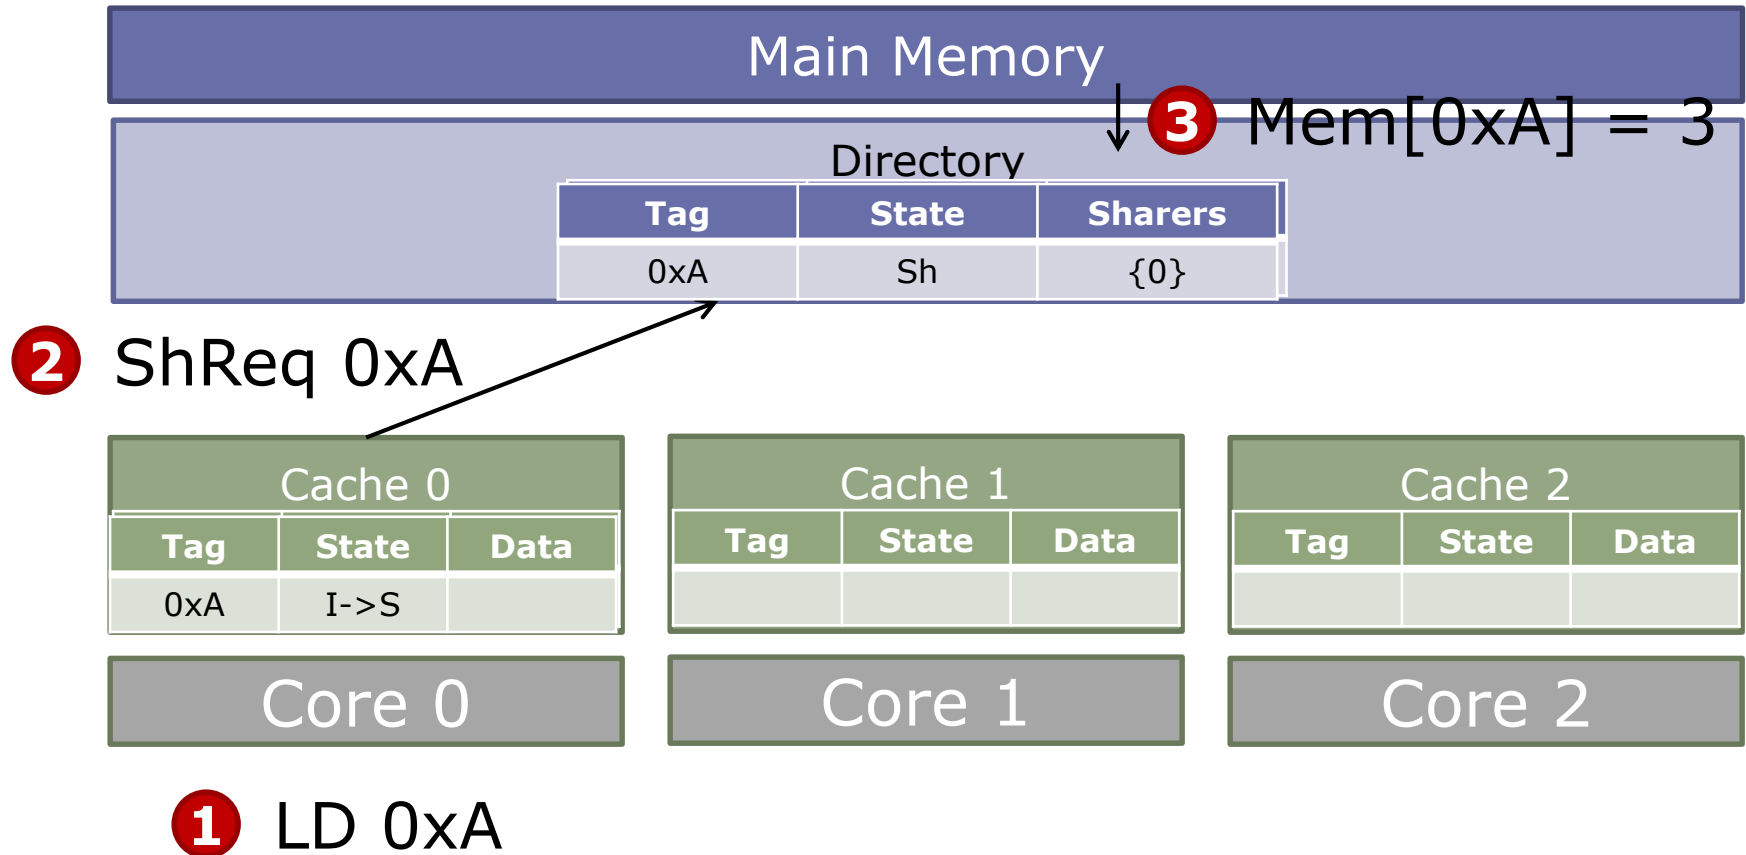 Main Memory
3 Mem[0xA] = 3
Directory
Tag State Sharers
0xA Sh {0}
2 ShReq 0xA
Cache 0 Cache 1 Cache 2
Tag State Data Tag State Data Tag State Data
0xA I->S
Core 0 Core 1 Core 2
1 LD 0xA